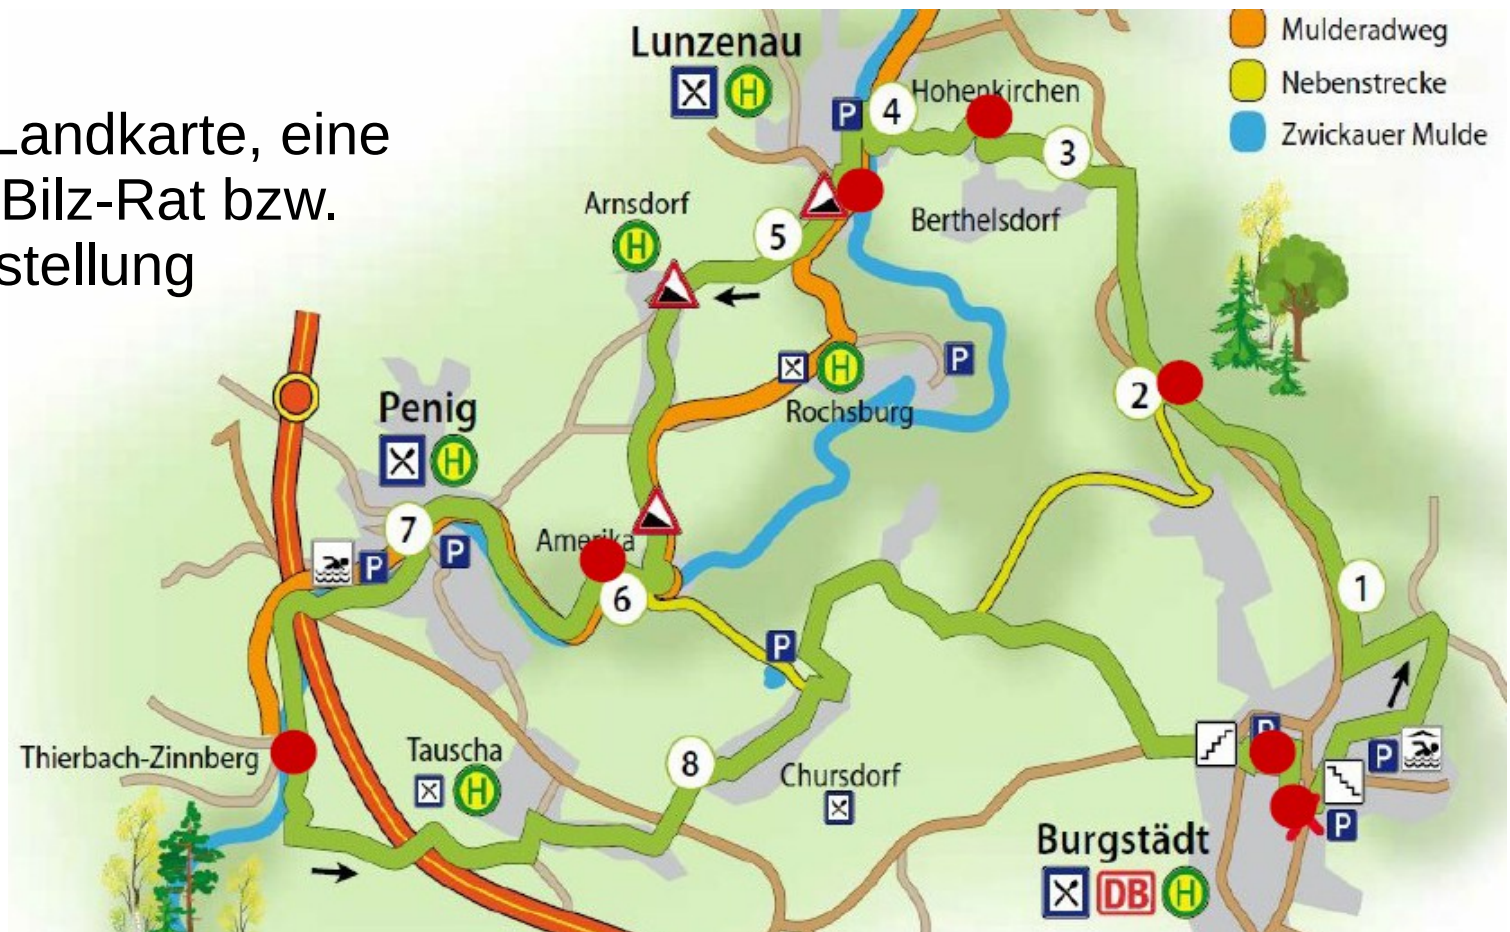 Landkarte, eine
Bilz-Rat bzw.
stellung
Lunzenau
H
Mulderadweg
Nebenstrecke
Zwickauer Mulde
P
4
Hohenkirchen
3
Arnsdorf
H
5
Berthelsdorf
H
P
Rochsburg
2
Penig
H
7
P
P
Amerika
6
1
P
Thierbach-Zinnberg
Tauscha
H
8
Chursdorf
P
P
P
Burgstädt
DB
H